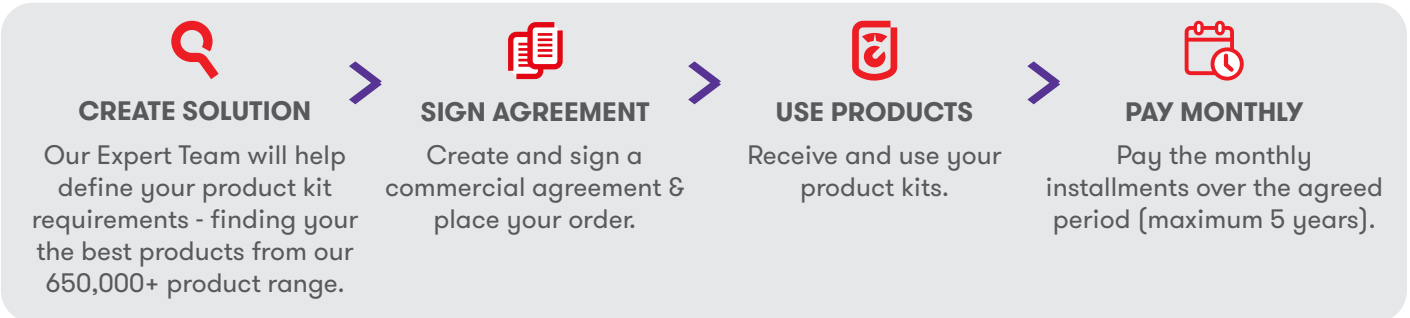 CREATE SOLUTION
Our Expert Team will help
define your product kit
requirements - finding your
the best products from our
650,000+ product range.
SIGN AGREEMENT
Create and sign a
commercial agreement &
place your order.
USE PRODUCTS
Receive and use your
product kits.
PAY MONTHLY
Pay the monthly
installments over the agreed
period (maximum 5 years).